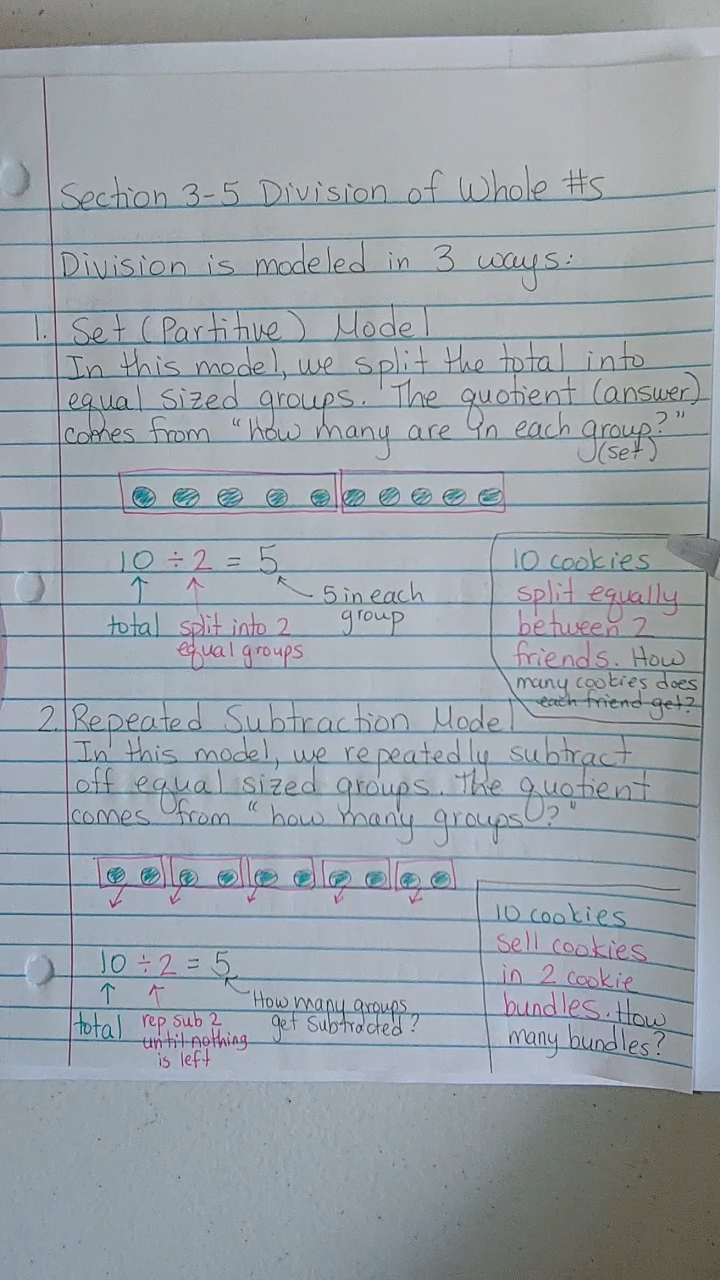 Section 3-5 Division of Whole #s
Division is modeled in 3 ways:
1. Set (Partitive) Model
In this model, we split the total into
equal sized groups. The quotient (answer)
comes from "how many are in each group?"
(set)
10 ÷ 2 = 5
5 in each
group
total
split into 2
equal groups
10 cookies
split equally
between 2
friends. How
many cookies does
each friend get?
2. Repeated Subtraction Model
In this model, we repeatedly subtract
off equal sized groups. The quotient
comes from "how many groups?"
10 ÷ 2 = 5
How many groups
get subtracted?
total
rep sub 2
until nothing
is left
10 cookies
sell cookies
in 2 cookie
bundles. How
many bundles?